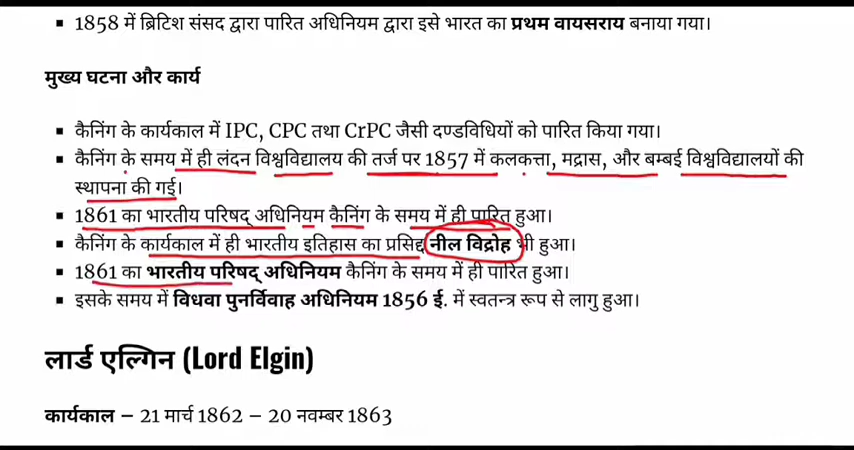 ▪ 1858 में ब्रिटिश संसद द्वारा पारित अधिनियम द्वारा इसे भारत का प्रथम वायसराय बनाया गया।
मुख्य घटना और कार्य
▪ कैनिंग के कार्यकाल में IPC, CPC तथा CrPC जैसी दण्डविधियों को पारित किया गया।
▪ कैनिंग के समय में ही लंदन विश्वविद्यालय की तर्ज पर 1857 में कलकत्ता, मद्रास, और बम्बई विश्वविद्यालयों की
स्थापना की गई।
▪ 1861 का भारतीय परिषद् अधिनियम कैनिंग के समय में ही पारित हुआ।
▪ कैनिंग के कार्यकाल में ही भारतीय इतिहास का प्रसिद्द नील विद्रोह भी हुआ।
▪ 1861 का भारतीय परिषद् अधिनियम कैनिंग के समय में ही पारित हुआ।
▪ इसके समय में विधवा पुनर्विवाह अधिनियम 1856 ई. में स्वतन्त्र रूप से लागु हुआ।
लार्ड एल्गिन (Lord Elgin)
कार्यकाल – 21 मार्च 1862 – 20 नवम्बर 1863